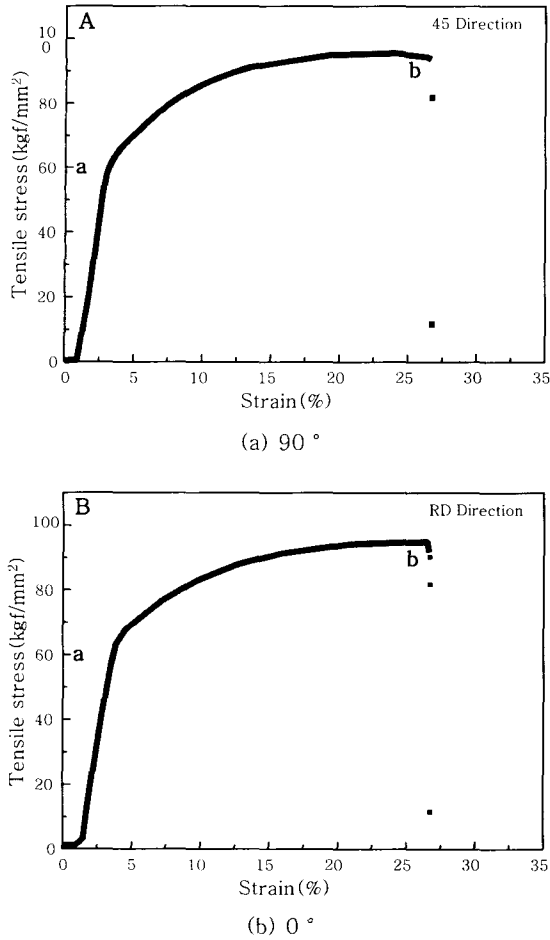 A
45 Direction
10
0
80
60
40
20
0
a
b
Tensile stress(kgf/mm²)
0 5 10 15 20 25 30 35
Strain(%)
(a) 90 °
B
RD Direction
100
80
60
40
20
0
a
b
Tensile stress(kgf/mm²)
0 5 10 15 20 25 30 35
Strain(%)
(b) 0 °